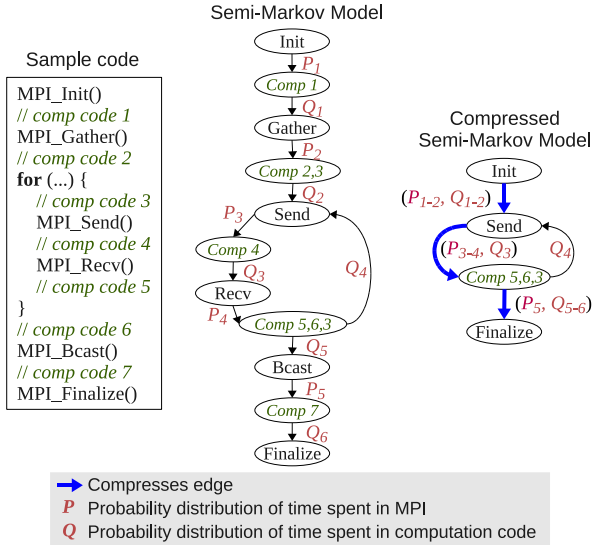 Semi-Markov Model
Sample code
MPI_Init()
// comp code 1
MPI_Gather()
// comp code 2
for (...) {
// comp code 3
MPI_Send()
// comp code 4
MPI_Recv()
// comp code 5
}
// comp code 6
MPI_Bcast()
// comp code 7
MPI_Finalize()
Init
P1
Comp 1
Q1
Gather
P2
Comp 2,3
Q2
Send
P3
Comp 4
Q3
Recv
P4
Q4
Comp 5,6,3
Q5
Bcast
P5
Comp 7
Q6
Finalize
Compressed
Semi-Markov Model
Init
(P1-2, Q1-2)
Send
(P3-4, Q3)
Q4
Comp 5,6,3
(P5, Q5-6)
Finalize
Compresses edge
P Probability distribution of time spent in MPI
Q Probability distribution of time spent in computation code